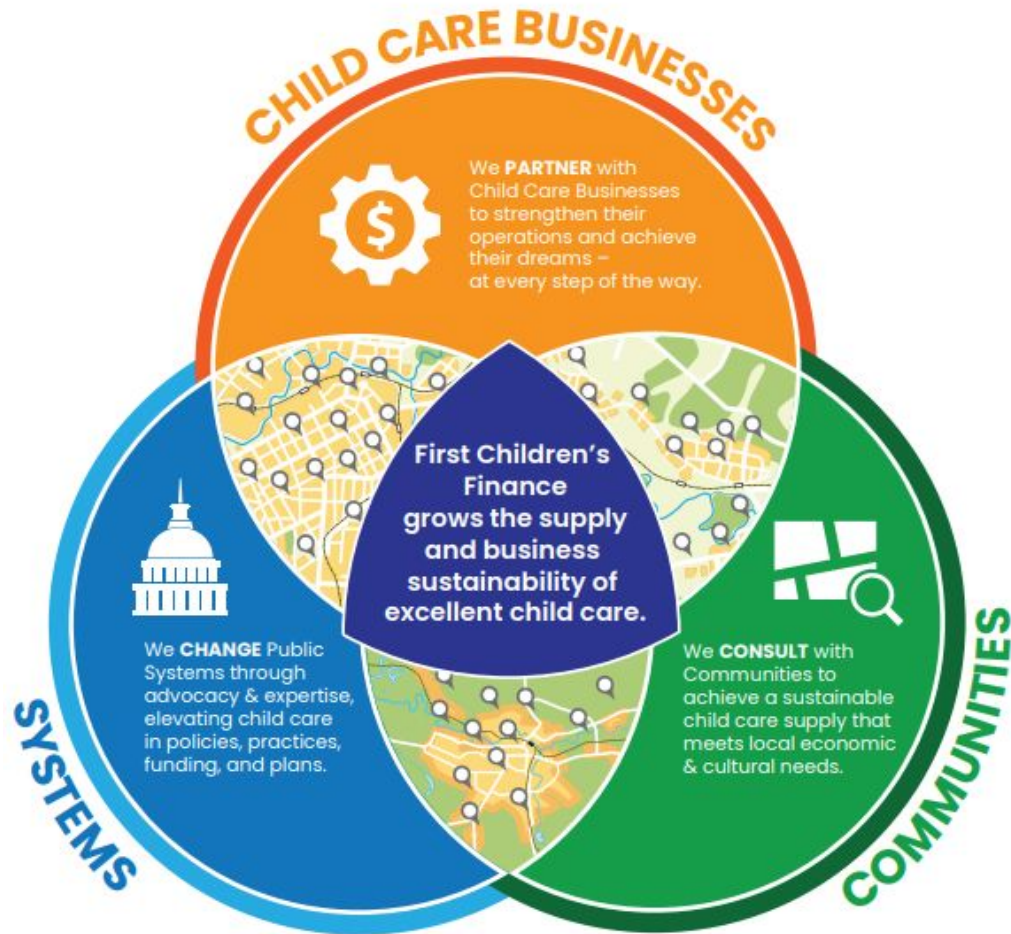 CHILD CARE BUSINESSES
We PARTNER with
Child Care Businesses
to strengthen their
operations and achieve
their dreams –
at every step of the way.
$
First Children's
Finance
grows the supply
and business
sustainability of
excellent child care.
We CHANGE Public
Systems through
advocacy & expertise,
elevating child care
in policies, practices,
funding, and plans.
SYSTEMS
We CONSULT with
Communities to
achieve a sustainable
child care supply that
meets local economic
& cultural needs.
COMMUNITIES